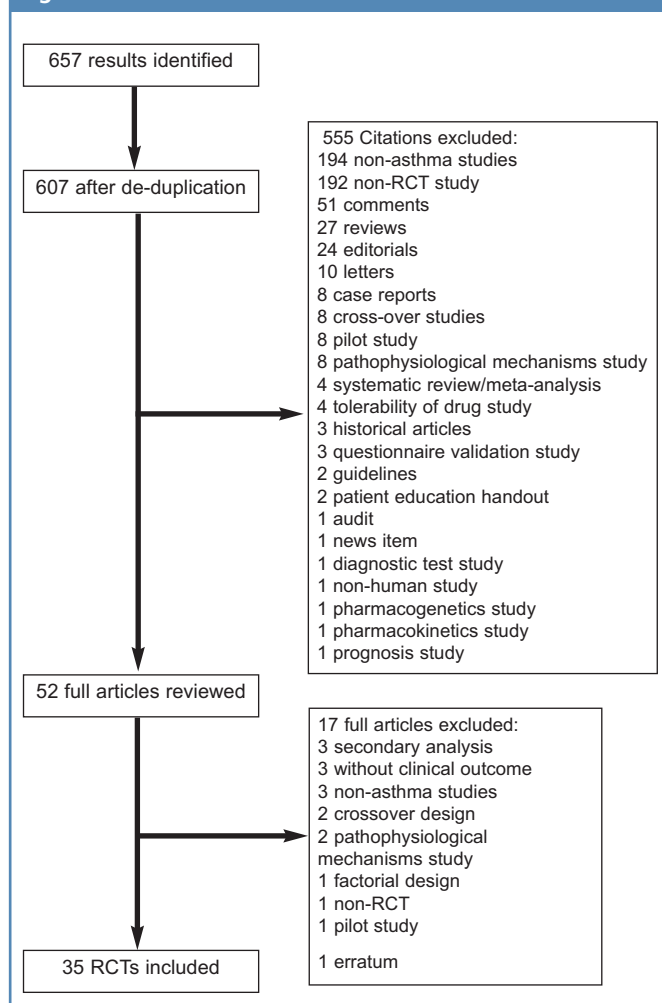 657 results identified
607 after de-duplication
555 Citations excluded:
194 non-asthma studies
192 non-RCT study
51 comments
27 reviews
24 editorials
10 letters
8 case reports
8 cross-over studies
8 pilot study
8 pathophysiological mechanisms study
4 systematic review/meta-analysis
4 tolerability of drug study
3 historical articles
3 questionnaire validation study
2 guidelines
2 patient education handout
1 audit
1 news item
1 diagnostic test study
1 non-human study
1 pharmacogenetics study
1 pharmacokinetics study
1 prognosis study
52 full articles reviewed
17 full articles excluded:
3 secondary analysis
3 without clinical outcome
3 non-asthma studies
2 crossover design
2 pathophysiological
mechanisms study
1 factorial design
1 non-RCT
1 pilot study
1 erratum
35 RCTs included